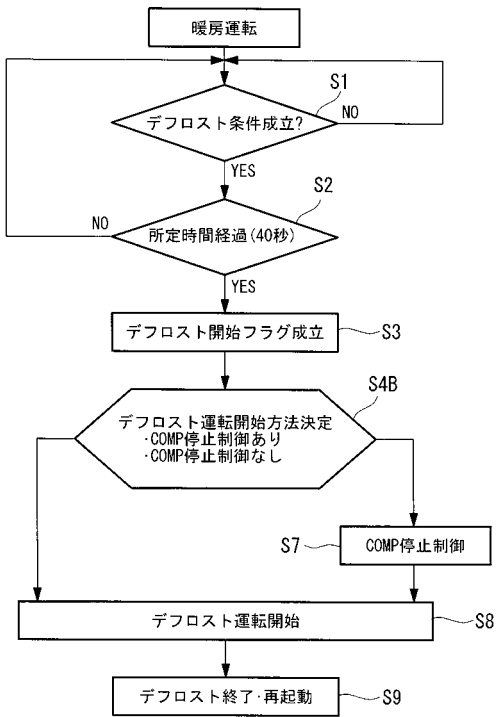 暖房運転
S1
デフロスト条件成立?
NO
YES
S2
NO
所定時間経過(40秒)
YES
デフロスト開始フラグ成立
S3
S4B
デフロスト運転開始方法決定
・COMP停止制御あり
・COMP停止制御なし
S7
COMP停止制御
デフロスト運転開始
S8
デフロスト終了・再起動
S9